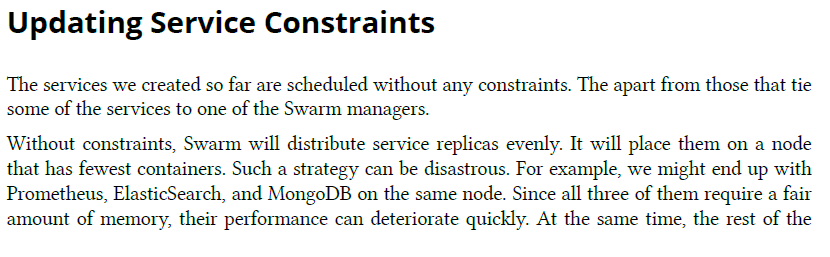 Updating Service Constraints
The services we created so far are scheduled without any constraints. The apart from those that tie
some of the services to one of the Swarm managers.
Without constraints, Swarm will distribute service replicas evenly. It will place them on a node
that has fewest containers. Such a strategy can be disastrous. For example, we might end up with
Prometheus, ElasticSearch, and MongoDB on the same node. Since all three of them require a fair
amount of memory, their performance can deteriorate quickly. At the same time, the rest of the